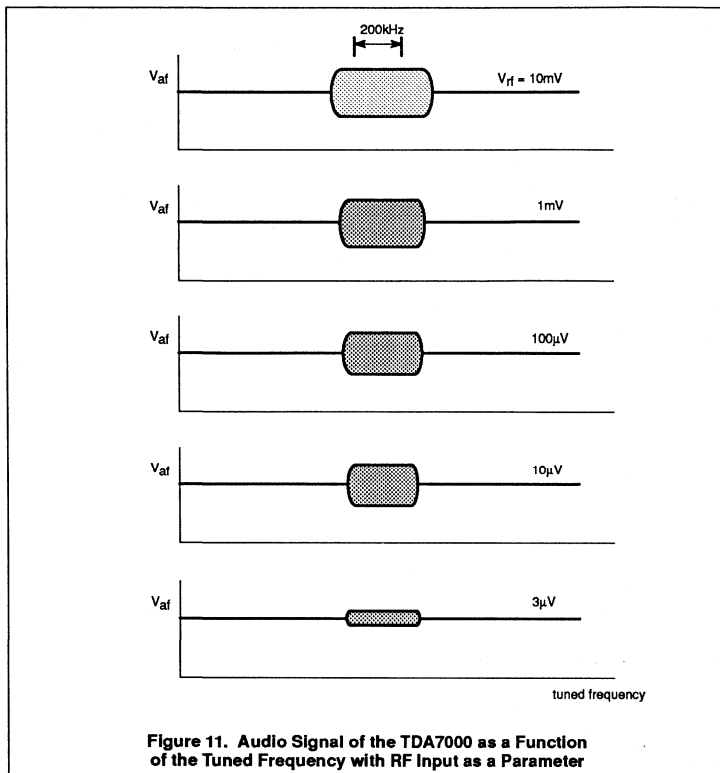 200kHz
Vaf
Vrf = 10mV
Vaf
1mV
Vaf
100μV
Vaf
10μV
Vaf
3μV
tuned frequency
Figure 11. Audio Signal of the TDA7000 as a Function
of the Tuned Frequency with RF Input as a Parameter